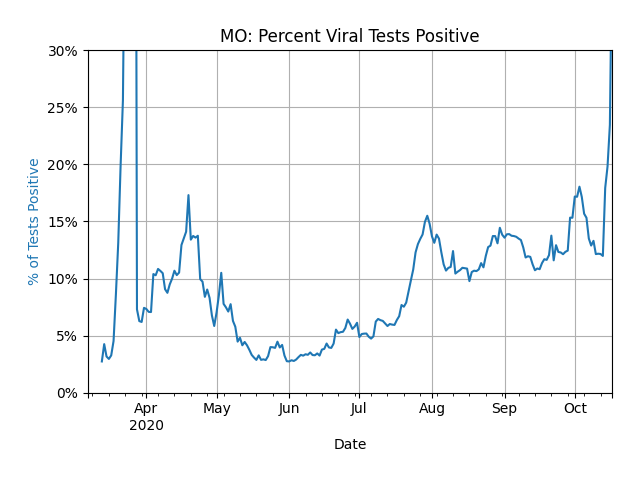 MO: Percent Viral Tests Positive
30%
25%
20%
15%
10%
5%
0%
% of Tests Positive
Apr May Jun Jul Aug Sep Oct
2020
Date